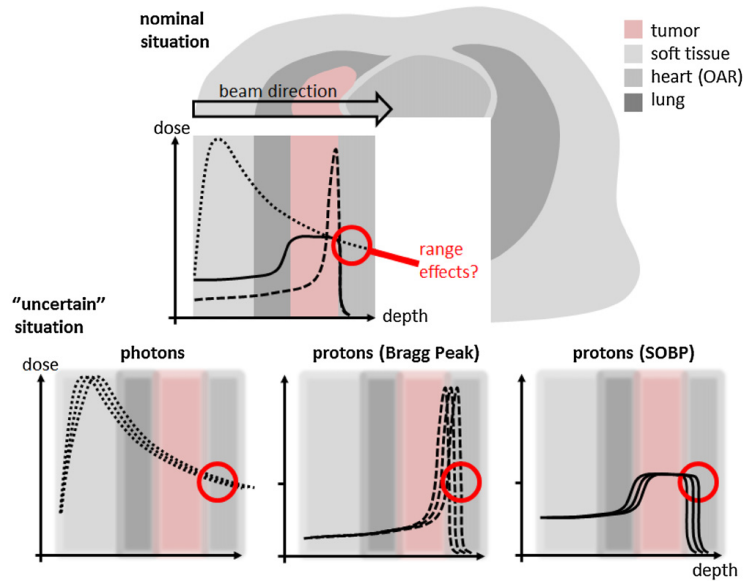 nominal
situation
tumor
soft tissue
heart (OAR)
lung
beam direction
dose
range
effects?
depth
"uncertain"
situation
dose
photons
protons (Bragg Peak)
protons (SOBP)
depth